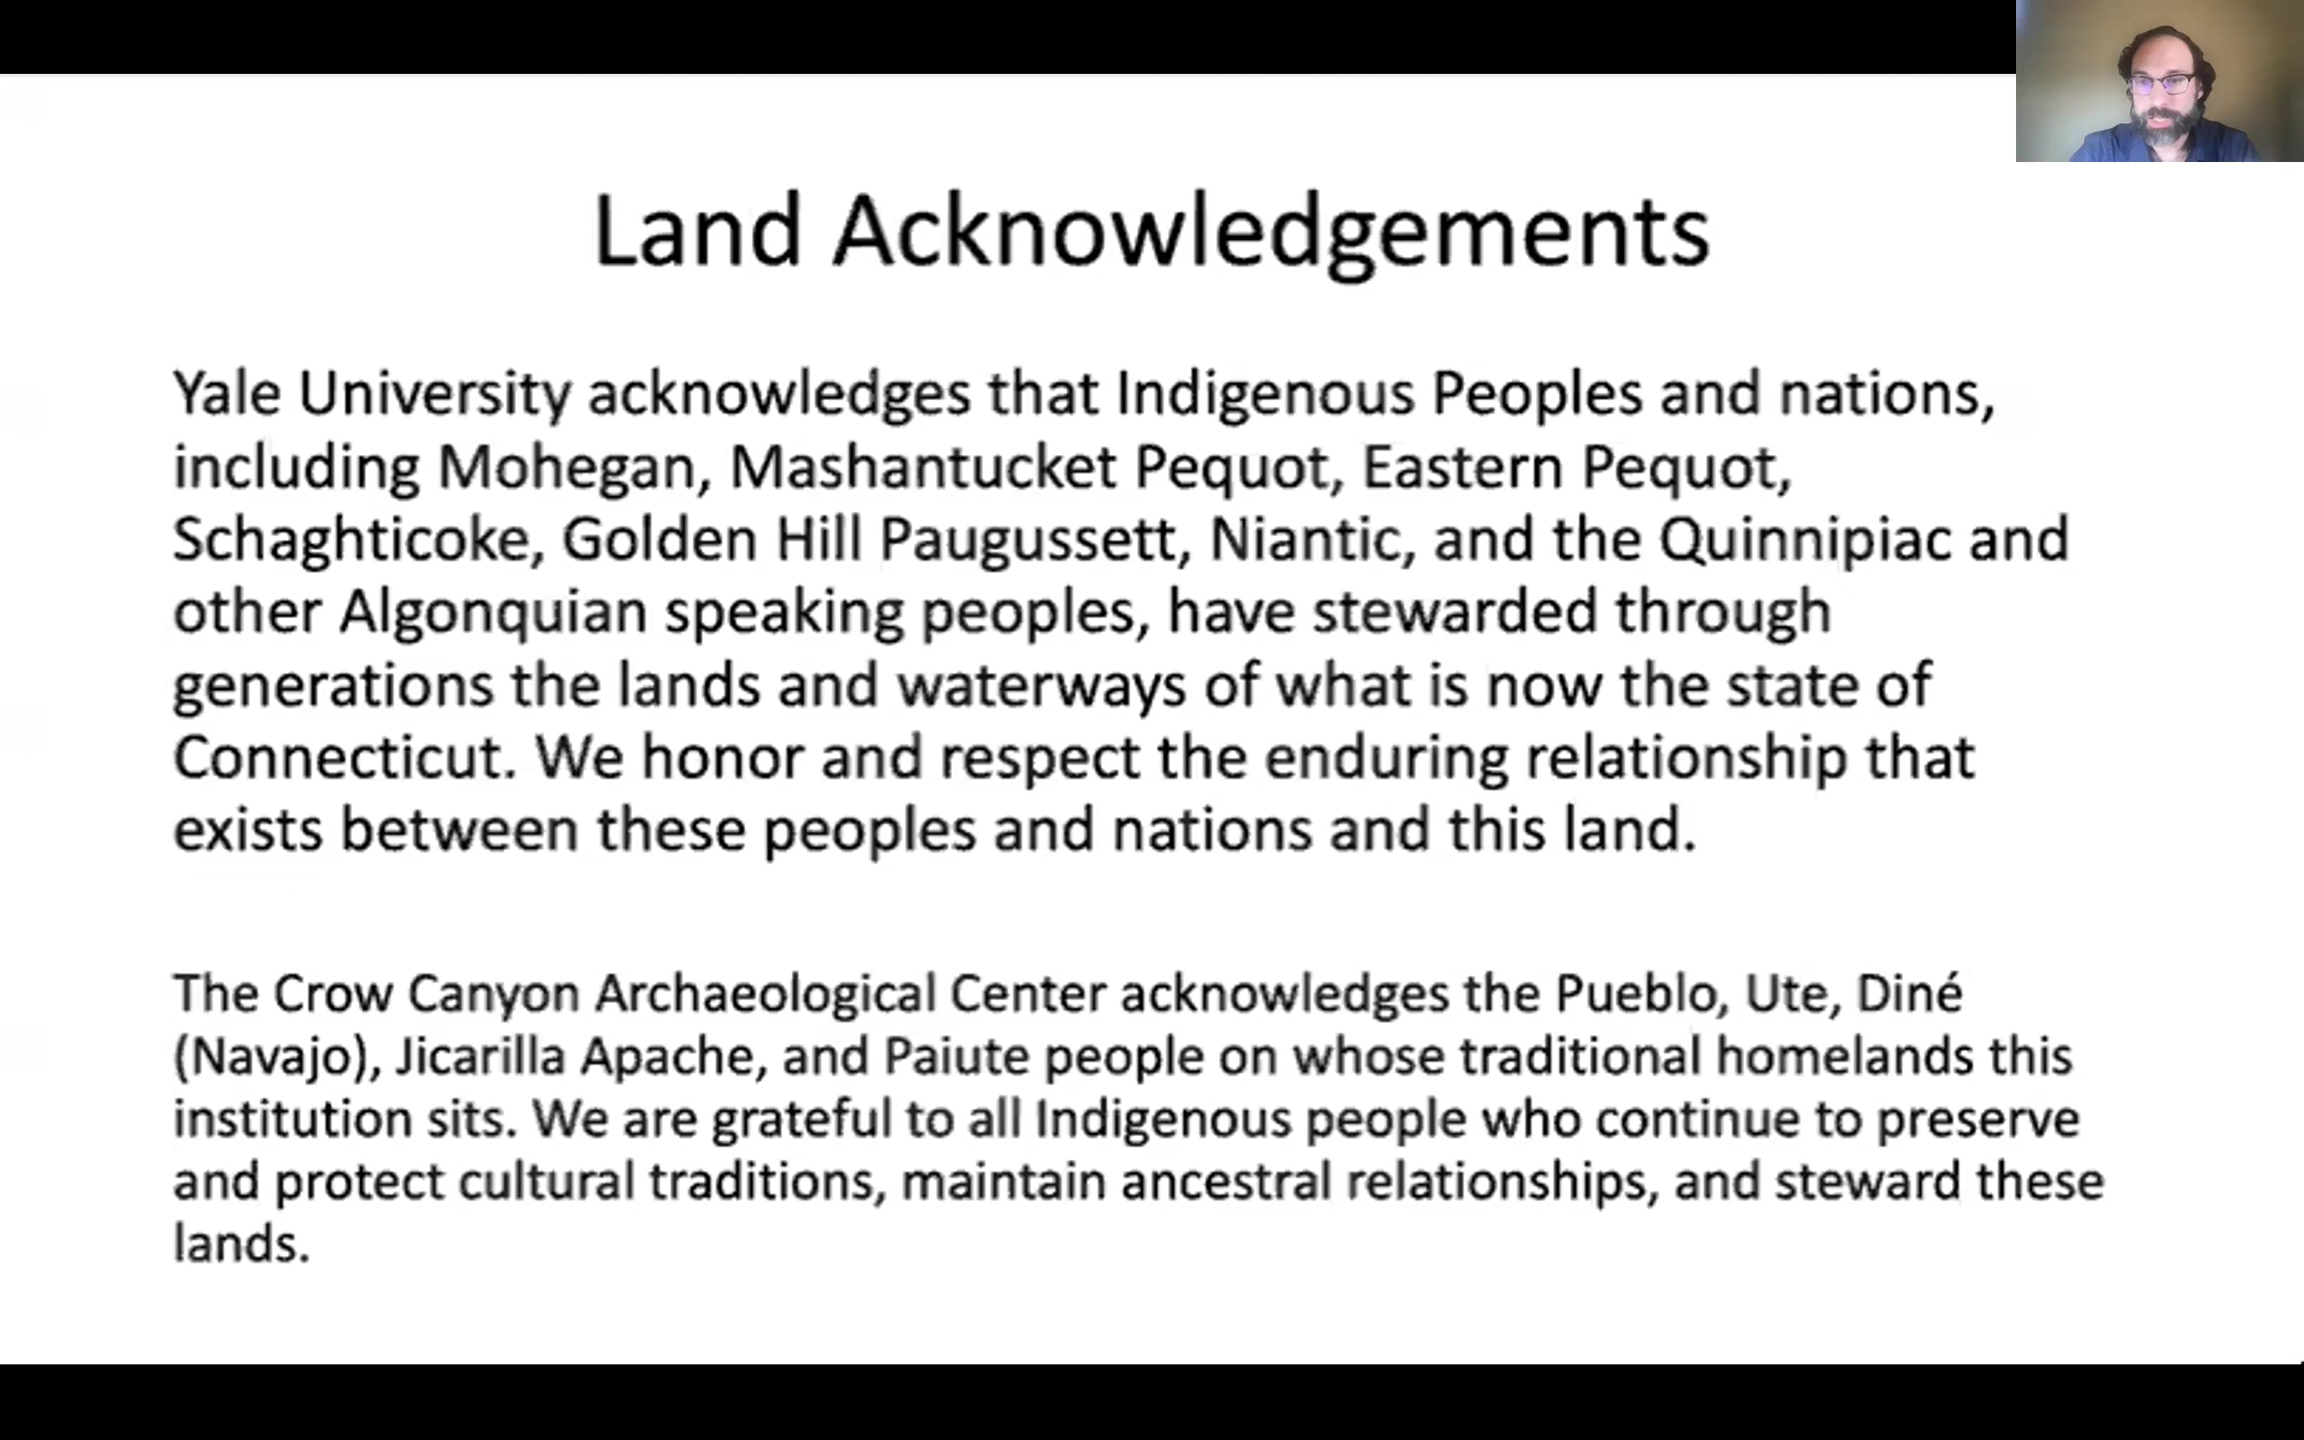 Land Acknowledgements
Yale University acknowledges that Indigenous Peoples and nations,
including Mohegan, Mashantucket Pequot, Eastern Pequot,
Schaghticoke, Golden Hill Paugussett, Niantic, and the Quinnipiac and
other Algonquian speaking peoples, have stewarded through
generations the lands and waterways of what is now the state of
Connecticut. We honor and respect the enduring relationship that
exists between these peoples and nations and this land.
The Crow Canyon Archaeological Center acknowledges the Pueblo, Ute, Diné
(Navajo), Jicarilla Apache, and Paiute people on whose traditional homelands this
institution sits. We are grateful to all Indigenous people who continue to preserve
and protect cultural traditions, maintain ancestral relationships, and steward these
lands.